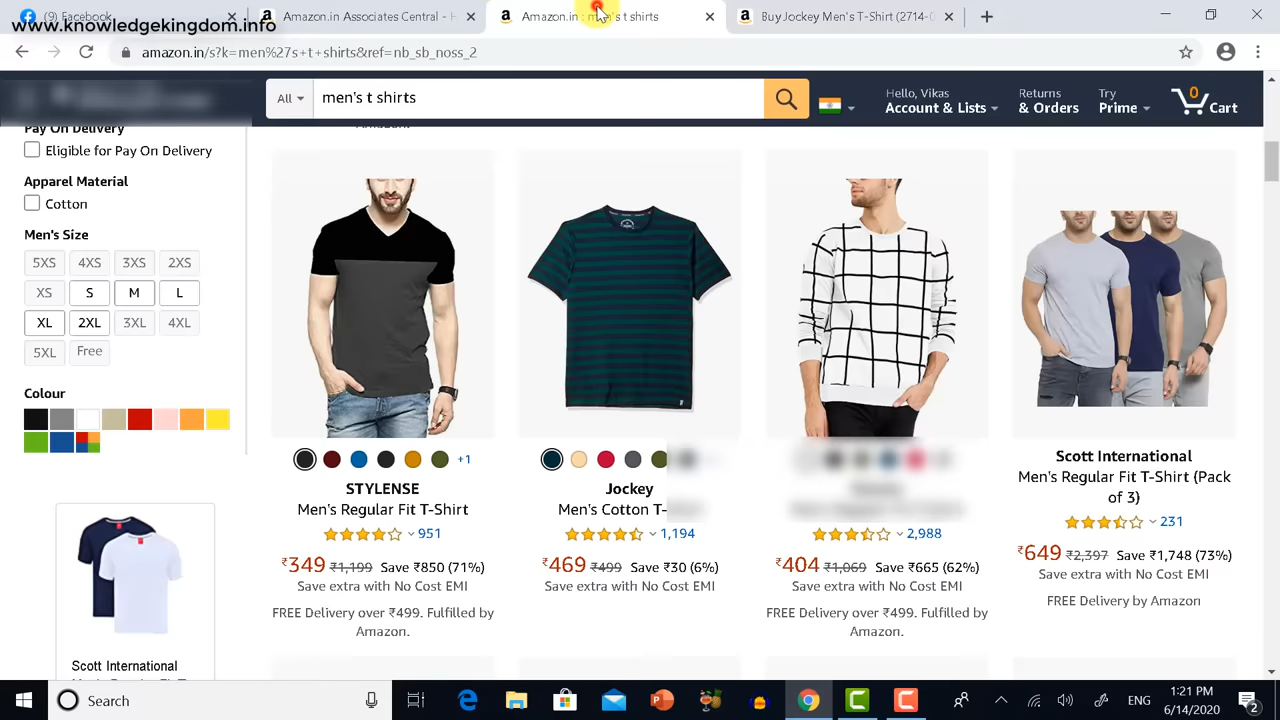 (9) Facebook
www.knowledgekingdom.info
Amazon.in Associates Central - H
Amazon.in : men's t shirts
Buy Jockey Men's T-Shirt (2714-0
amazon.in/s?k=men%27s+t+shirts&ref=nb_sb_noss_2
All
men's t shirts
Hello, Vikas
Account & Lists
Returns
& Orders
Try
Prime
0
Cart
Pay On Delivery
Eligible for Pay On Delivery
Apparel Material
Cotton
Men's Size
5XS 4XS 3XS 2XS
XS S M L
XL 2XL 3XL 4XL
5XL Free
Colour
Scott International
Amazon.
+1
STYLENSE
Men's Regular Fit T-Shirt
951
₹349 ₹1,199 Save ₹850 (71%)
Save extra with No Cost EMI
FREE Delivery over ₹499. Fulfilled by
Amazon.
Jockey
Men's Cotton T-
1,194
₹469 ₹499 Save ₹30 (6%)
Save extra with No Cost EMI
2,988
₹404 ₹1,069 Save ₹665 (62%)
Save extra with No Cost EMI
FREE Delivery over ₹499. Fulfilled by
Amazon.
Scott International
Men's Regular Fit T-Shirt (Pack
of 3)
231
₹649 ₹2,397 Save ₹1,748 (73%)
Save extra with No Cost EMI
FREE Delivery by Amazon
Search
ENG
1:21 PM
6/14/2020
2